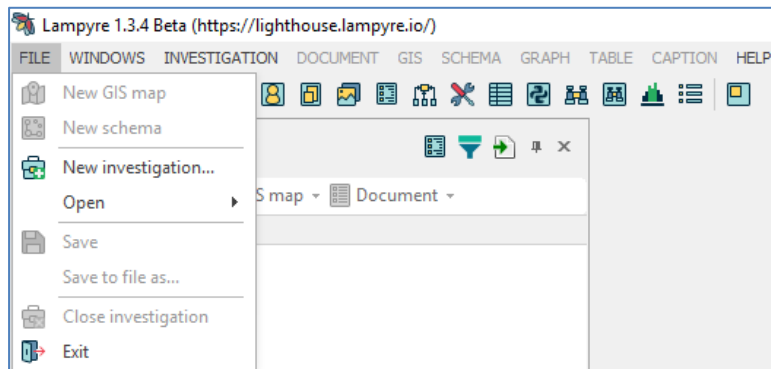 Lampyre 1.3.4 Beta (https://lighthouse.lampyre.io/)
FILE WINDOWS INVESTIGATION DOCUMENT GIS SCHEMA GRAPH TABLE CAPTION HELP
New GIS map
New schema
New investigation...
Open
S map Document
Save
Save to file as...
Close investigation
Exit